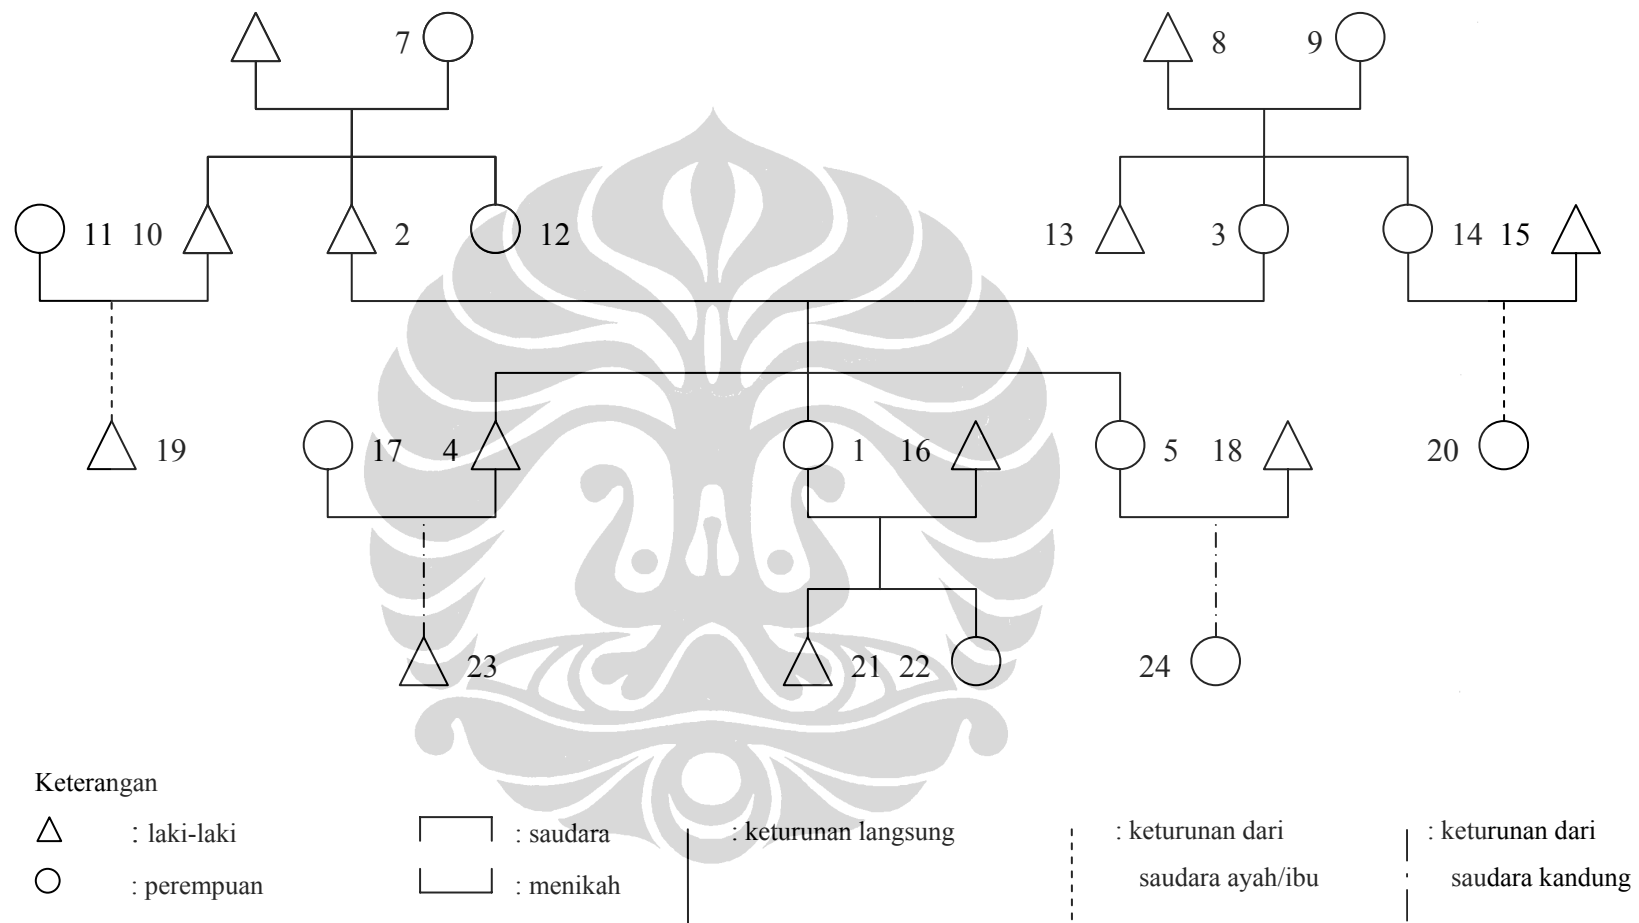 7 8 9
11 10 2 12 13 3 14 15
19 17 4 1 16 5 18 20
23 21 22 24
Keterangan
: laki-laki : saudara : keturunan langsung : keturunan dari : keturunan dari
: perempuan : menikah saudara ayah/ibu saudara kandung